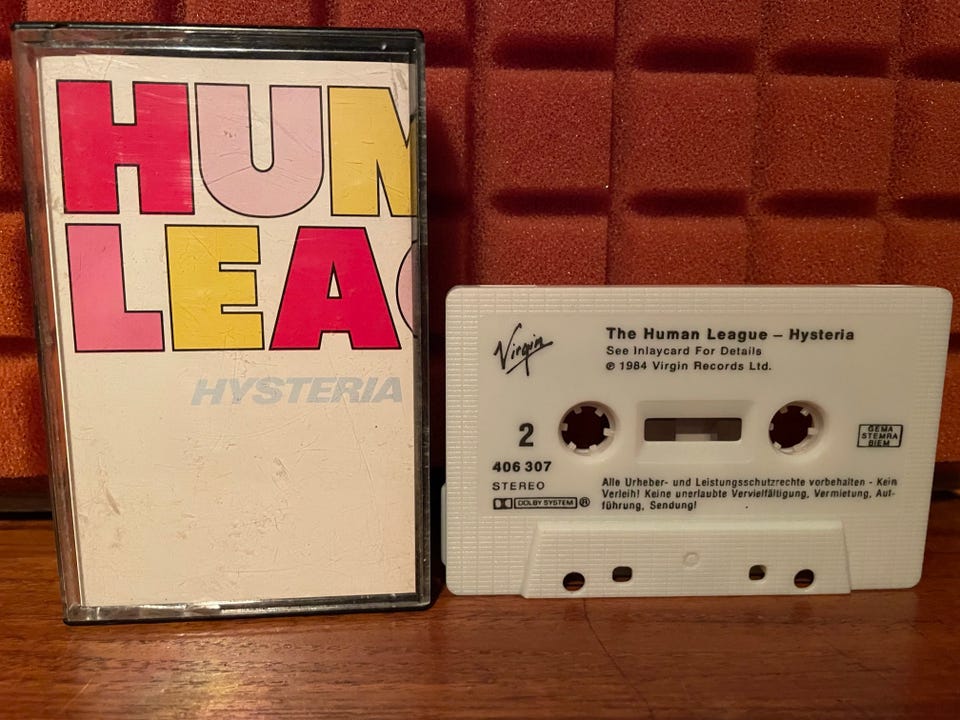 HUM
LEAG
HYSTERIA
Virgin
The Human League – Hysteria
See Inlaycard For Details
℗ 1984 Virgin Records Ltd.
2
406 307
STEREO
DOLBY SYSTEM ®
GEMA
STEMRA
BIEM
Alle Urheber- und Leistungsschutzrechte vorbehalten - Kein
Verleih! Keine unerlaubte Vervielfältigung, Vermietung, Auf-
führung, Sendung!